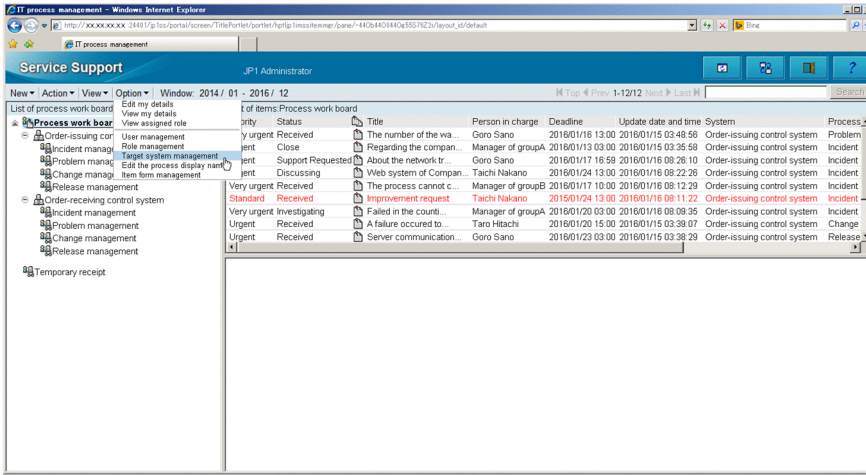 IT process management - Windows Internet Explorer
IT process management
Service Support
JP1 Administrator
New Action View Option Window: 2014 / 01 - 2016 / 12
Top Prev 1-12/12 Next Last Search
Bing
Edit my details
View my details
View assigned role
User management
Role management
Target system management
Edit the process display name
Item form management
List of process work board
Process work boar
Order-issuing con
Incident manag
Problem manag
Change manag
Release management
Order-receiving control system
Incident management
Problem management
Change management
Release management
Temporary receipt
t of items:Process work board
ority Status Title Person in charge Deadline Update date and time System Process
y urgent Received The number of the wa... Goro Sano 2016/01/16 13:00 2016/01/15 03:48:56 Order-issuing control system Problem
ent Close Regarding the compan... Manager of groupA 2016/01/13 03:00 2016/01/15 03:35:58 Order-issuing control system Incident
ent Support Requested About the network tr... Goro Sano 2016/01/17 16:59 2016/01/16 08:26:10 Order-issuing control system Incident
ent Discussing Web system of Compan... Taichi Nakano 2016/01/24 13:00 2016/01/16 08:22:26 Order-issuing control system Incident
Very urgent Received The process cannot c... Manager of groupB 2016/01/17 10:00 2016/01/16 08:12:29 Order-issuing control system Incident
Standard Received Improvement request Taichi Nakano 2015/01/24 13:00 2016/01/16 08:11:22 Order-issuing control system Incident
Very urgent Investigating Failed in the counti... Manager of groupA 2016/01/20 03:00 2016/01/16 08:09:35 Order-issuing control system Incident
Urgent Received A failure occured to... Taro Hitachi 2016/01/20 15:00 2016/01/15 03:39:07 Order-issuing control system Change
Urgent Received Server communication... Goro Sano 2016/01/23 03:00 2016/01/15 03:38:29 Order-issuing control system Release